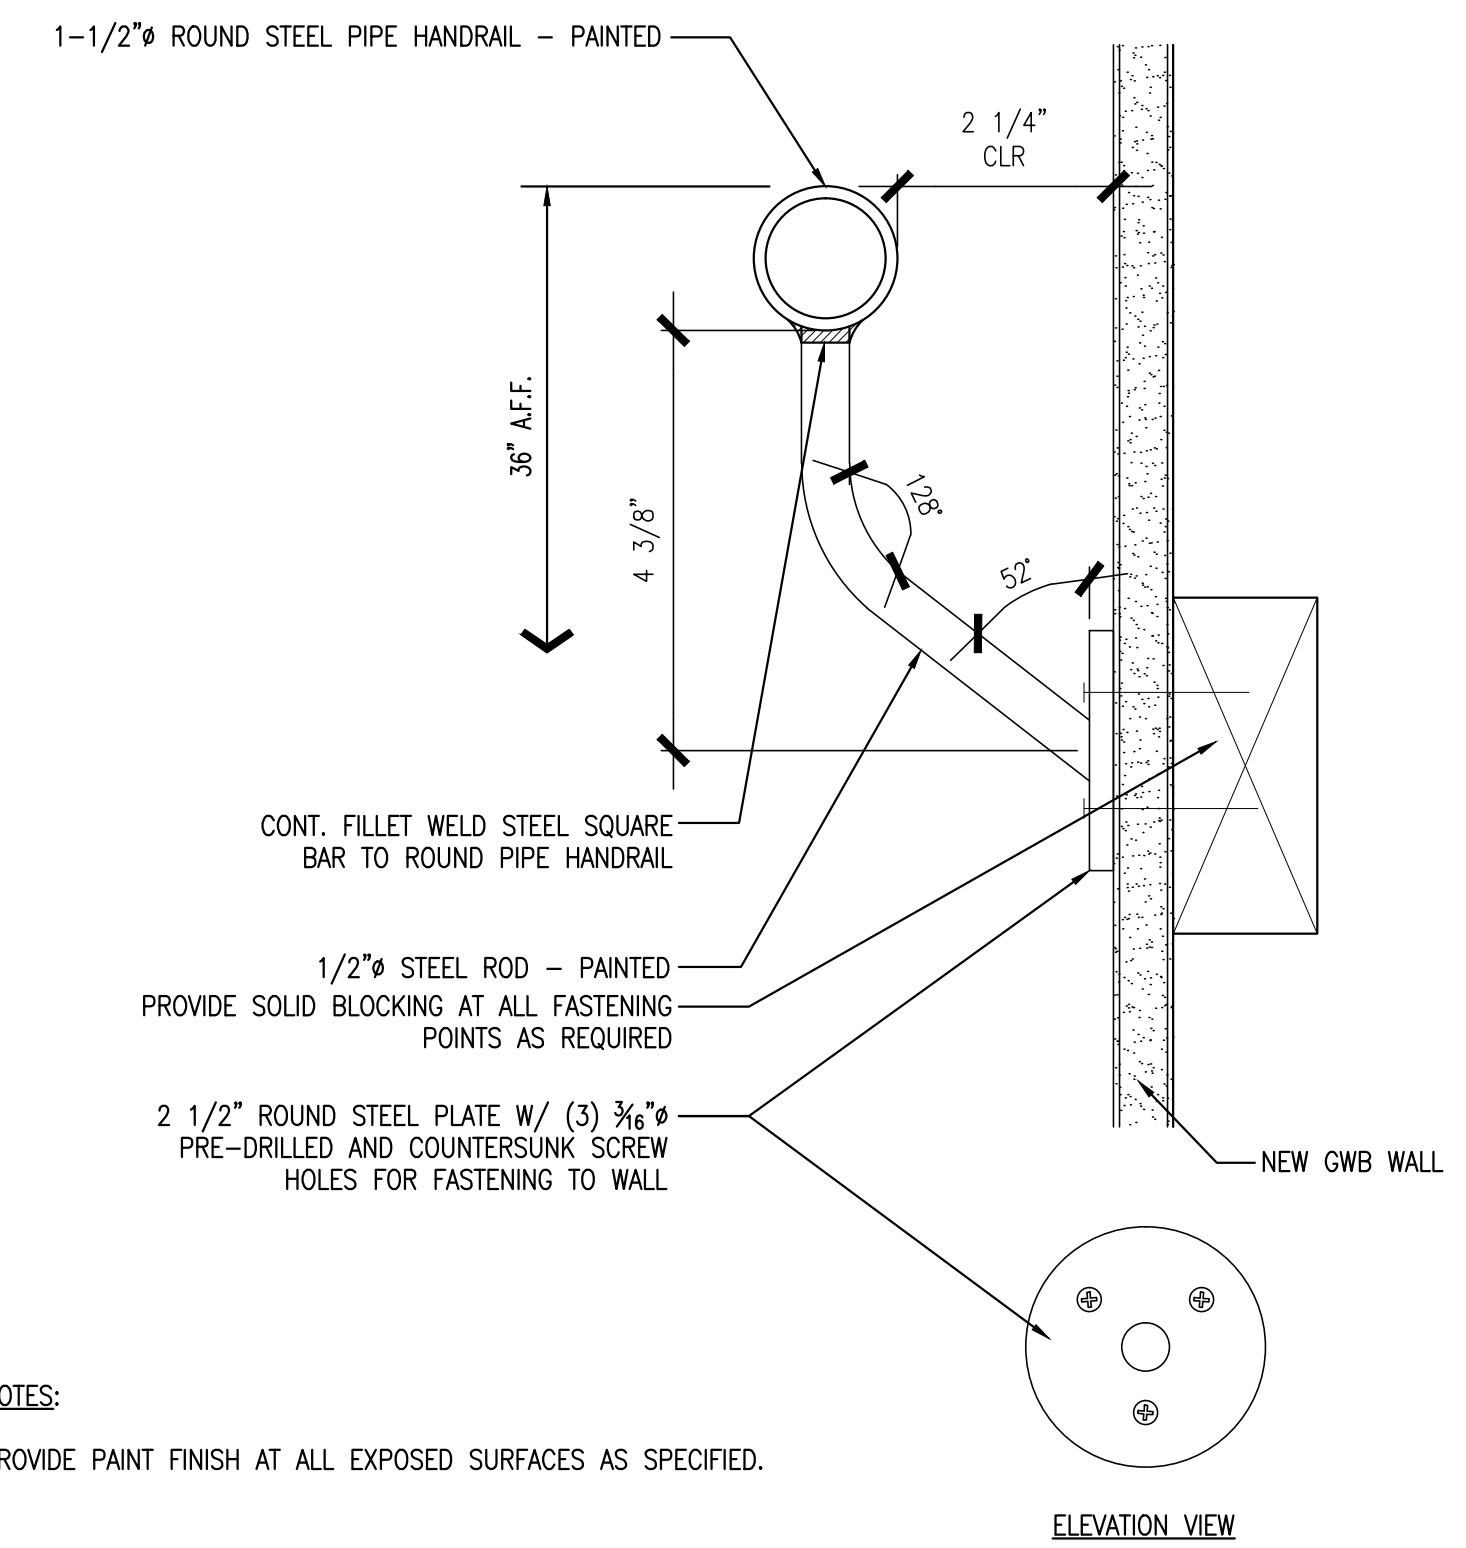 1-1/2"ø ROUND STEEL PIPE HANDRAIL - PAINTED
2 1/4"
CLR
36" A.F.F.
4 3/8"
128°
52°
CONT. FILLET WELD STEEL SQUARE
BAR TO ROUND PIPE HANDRAIL
1/2"ø STEEL ROD - PAINTED
PROVIDE SOLID BLOCKING AT ALL FASTENING
POINTS AS REQUIRED
2 1/2" ROUND STEEL PLATE W/ (3) 3/16"ø
PRE-DRILLED AND COUNTERSUNK SCREW
HOLES FOR FASTENING TO WALL
NEW GWB WALL
OTES:
ROVIDE PAINT FINISH AT ALL EXPOSED SURFACES AS SPECIFIED.
ELEVATION VIEW